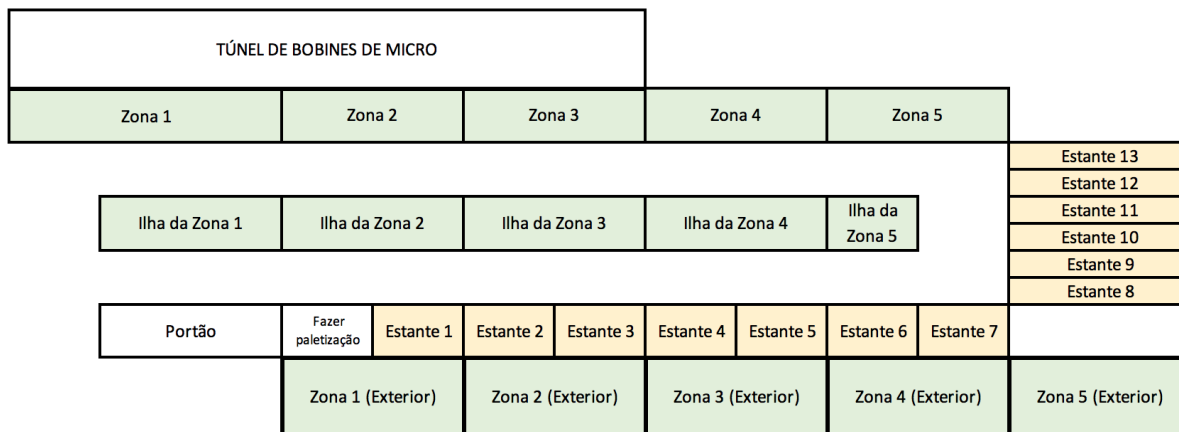 TÚNEL DE BOBINES DE MICRO
Zona 1
Zona 2
Zona 3
Zona 4
Zona 5
Estante 13
Estante 12
Estante 11
Estante 10
Estante 9
Estante 8
Ilha da Zona 1
Ilha da Zona 2
Ilha da Zona 3
Ilha da Zona 4
Ilha da
Zona 5
Portão
Fazer
paletização
Estante 1
Estante 2
Estante 3
Estante 4
Estante 5
Estante 6
Estante 7
Zona 1 (Exterior)
Zona 2 (Exterior)
Zona 3 (Exterior)
Zona 4 (Exterior)
Zona 5 (Exterior)